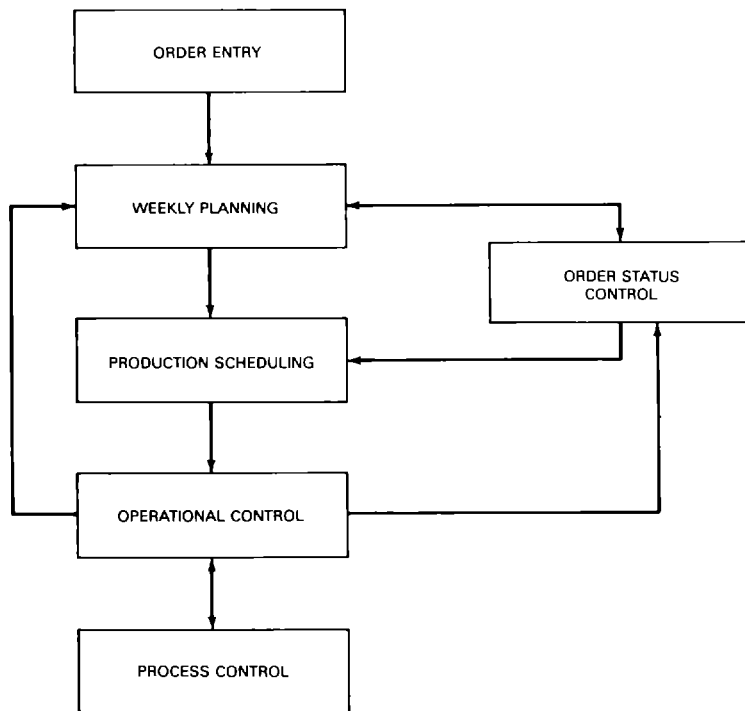 ORDER ENTRY
WEEKLY PLANNING
ORDER STATUS
CONTROL
PRODUCTION SCHEDULING
OPERATIONAL CONTROL
PROCESS CONTROL